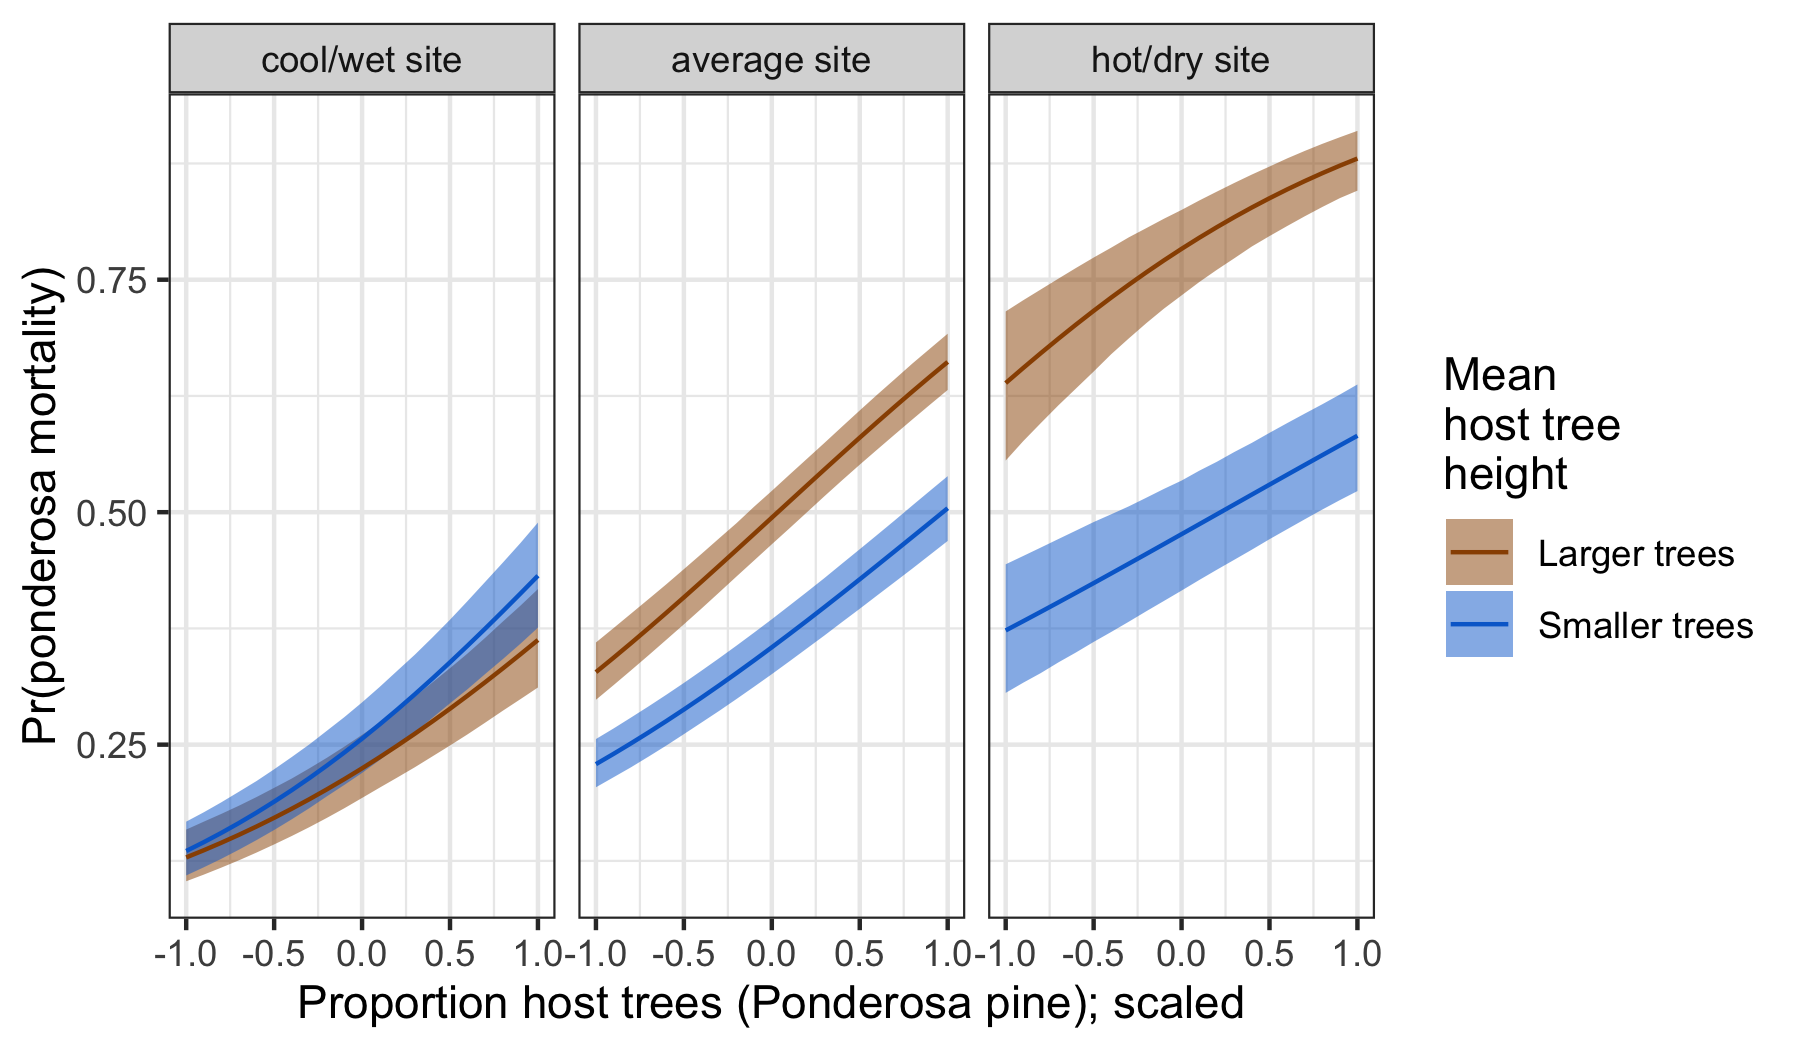 cool/wet site
average site
hot/dry site
Pr(ponderosa mortality)
0.75
0.50
0.25
-1.0 -0.5 0.0 0.5 1.0
-1.0 -0.5 0.0 0.5 1.0
-1.0 -0.5 0.0 0.5 1.0
Proportion host trees (Ponderosa pine); scaled
Mean
host tree
height
Larger trees
Smaller trees